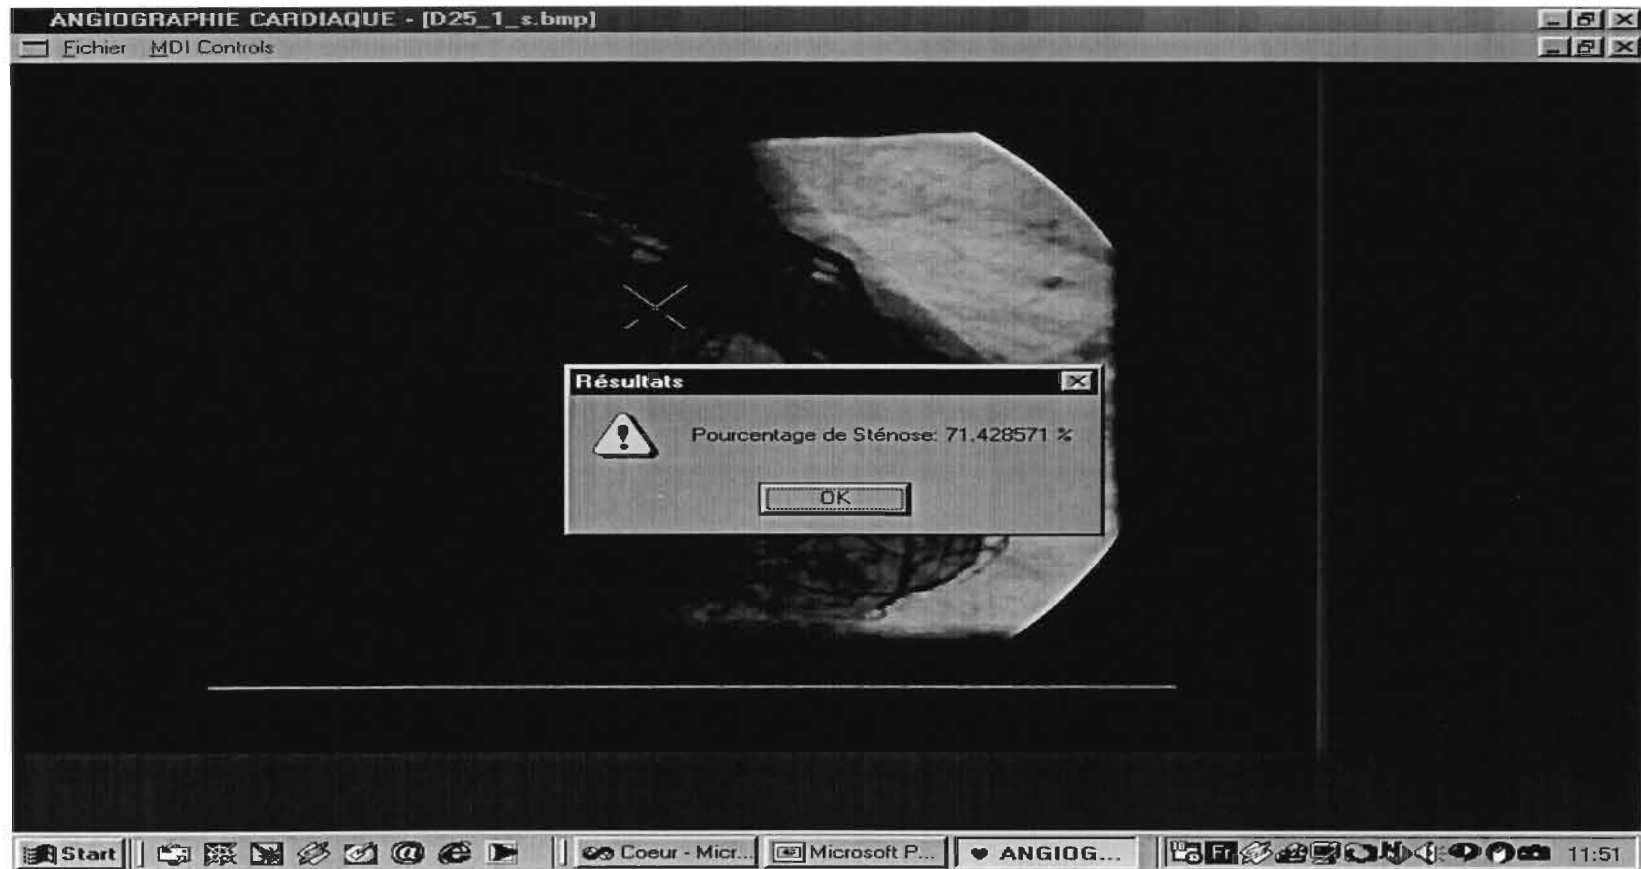 ANGIOGRAPHIE CARDIAQUE - [D25_1_s.bmp]
Fichier MDI Controls
Résultats
Pourcentage de Sténose: 71.428571 %
OK
Start
Coeur - Micr...
Microsoft P...
ANGIOG...
Fr
11:51